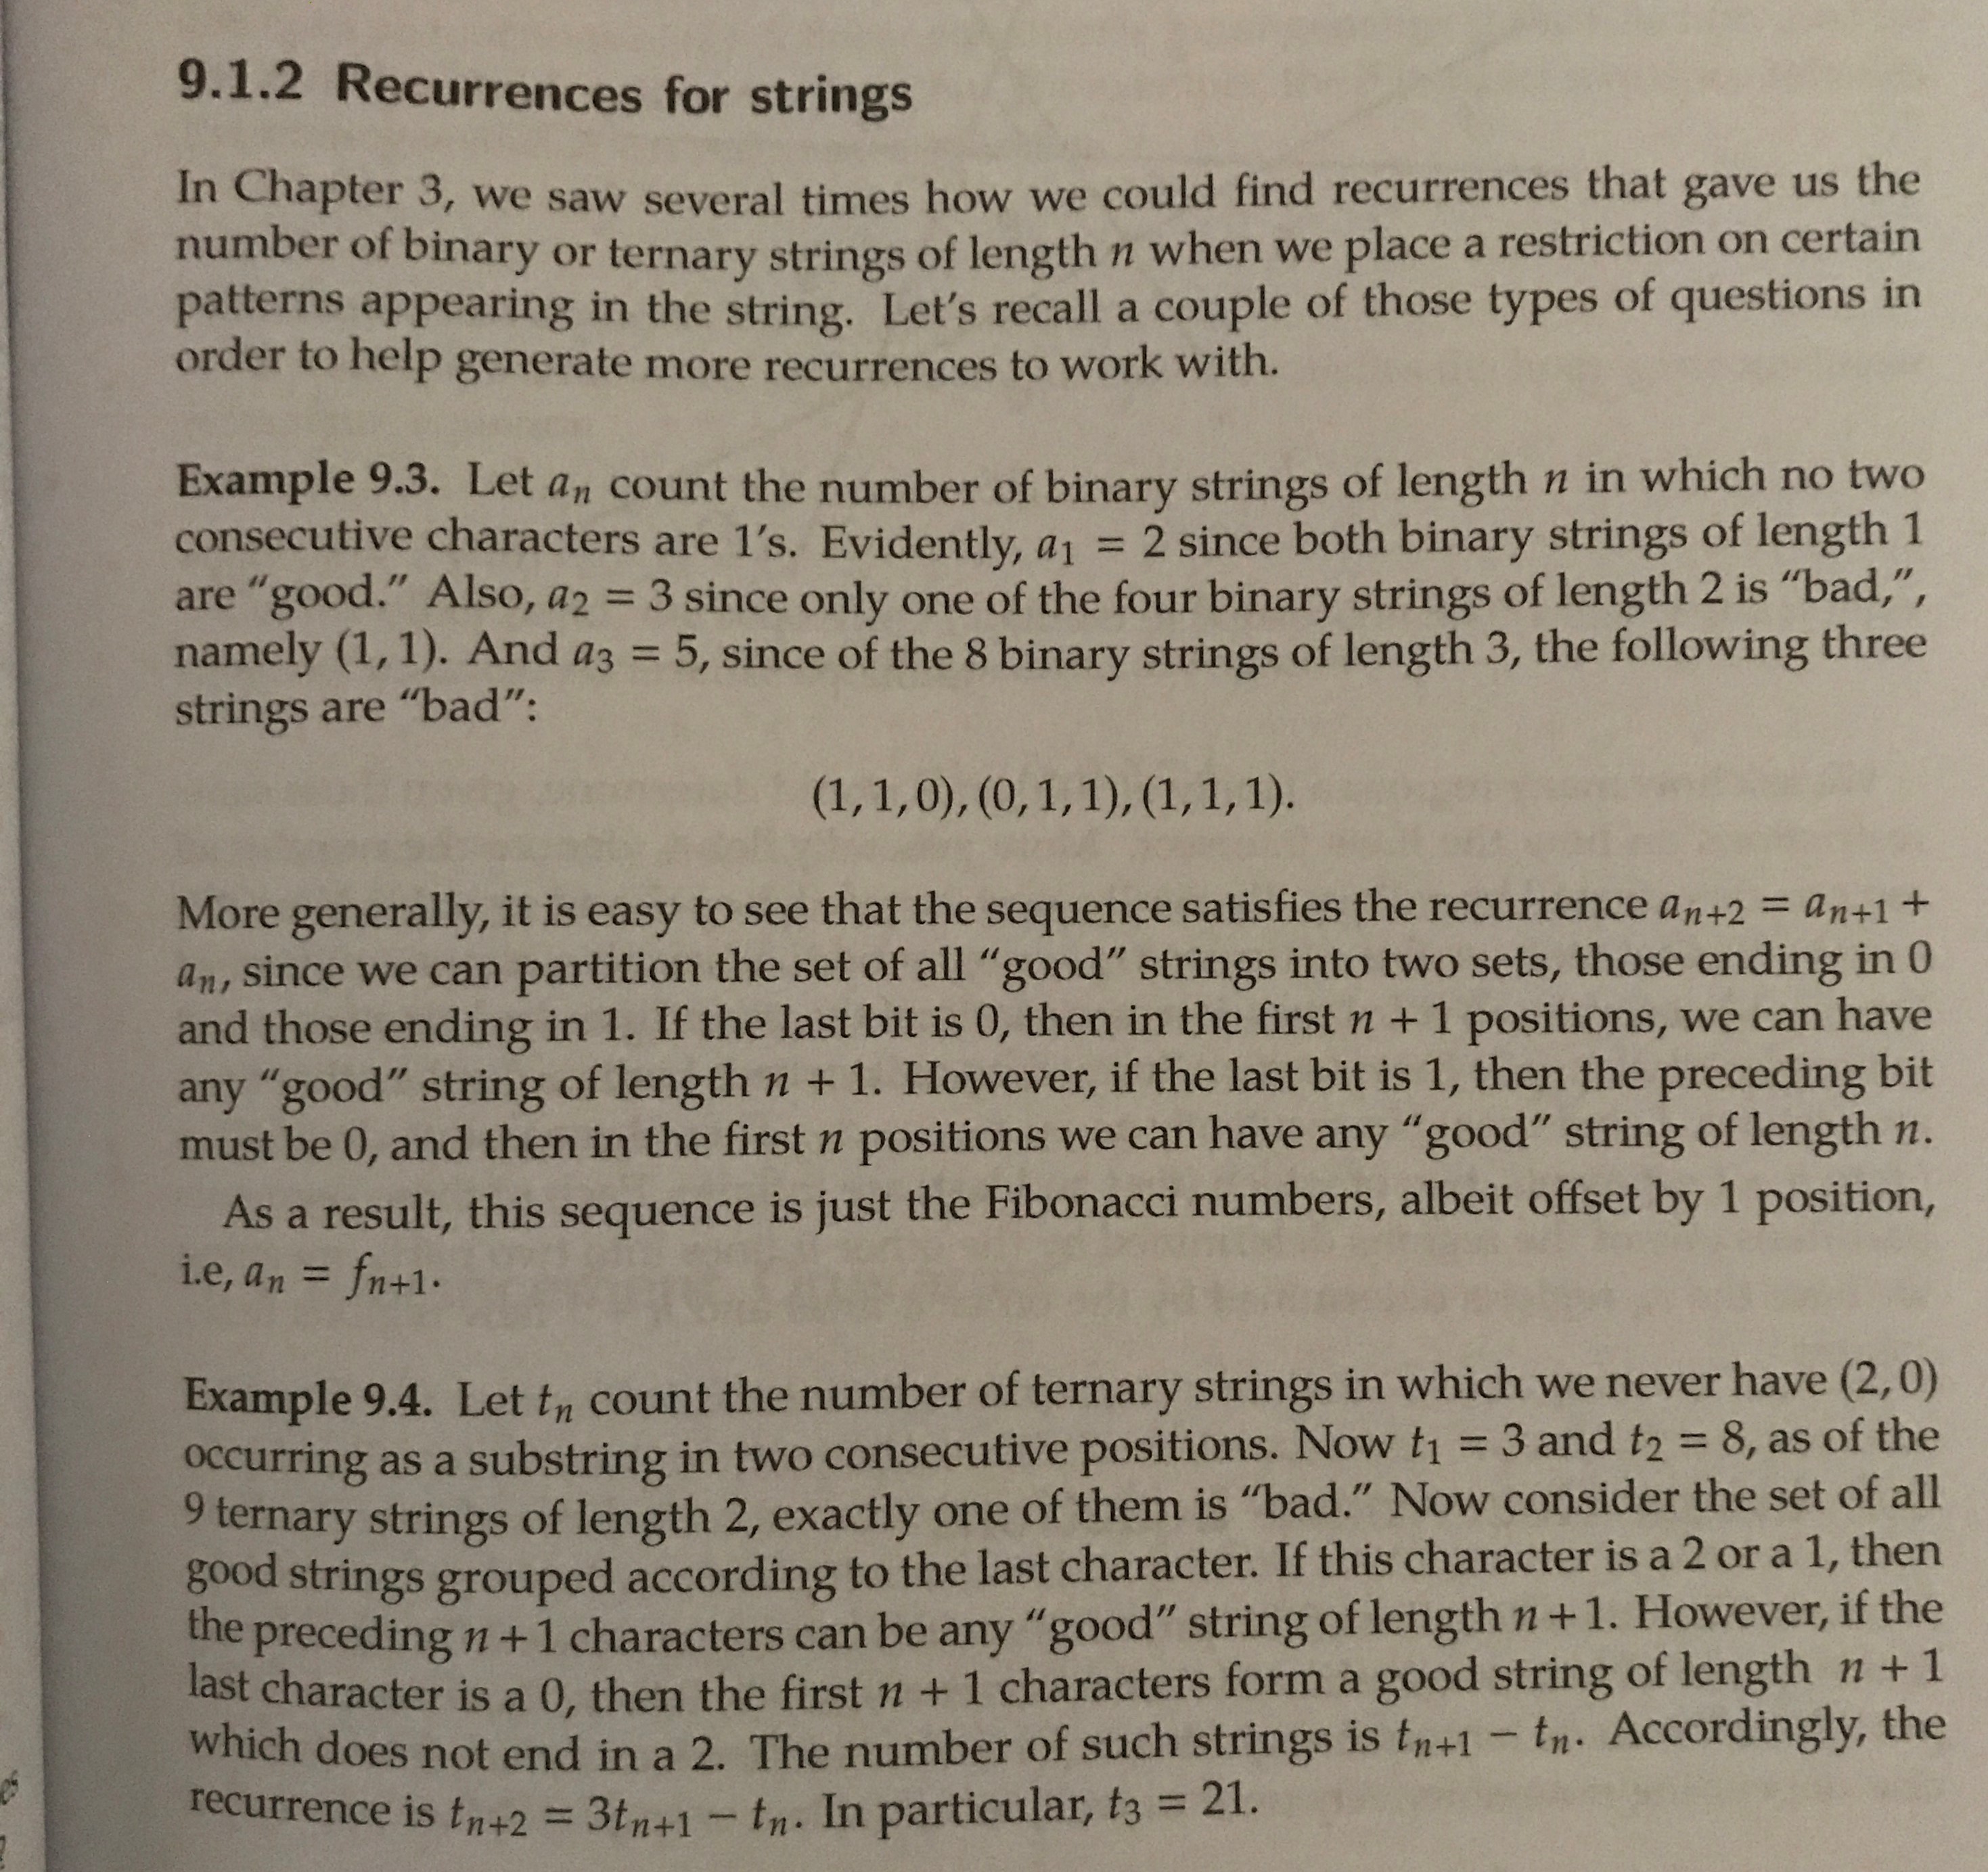 9.1.2 Recurrences for strings
In Chapter 3, we saw several times how we could find recurrences that gave us the
number of binary or ternary strings of length n when we place a restriction on certain
patterns appearing in the string. Let's recall a couple of those types of questions in
order to help generate more recurrences to work with.
Example 9.3. Let aₙ count the number of binary strings of length n in which no two
consecutive characters are 1's. Evidently, a₁ = 2 since both binary strings of length 1
are “good.” Also, a₂ = 3 since only one of the four binary strings of length 2 is “bad,”,
namely (1, 1). And a₃ = 5, since of the 8 binary strings of length 3, the following three
strings are “bad”:
(1, 1, 0), (0, 1, 1), (1, 1, 1).
More generally, it is easy to see that the sequence satisfies the recurrence aₙ₊₂ = aₙ₊₁ +
aₙ, since we can partition the set of all “good” strings into two sets, those ending in 0
and those ending in 1. If the last bit is 0, then in the first n + 1 positions, we can have
any “good” string of length n + 1. However, if the last bit is 1, then the preceding bit
must be 0, and then in the first n positions we can have any “good” string of length n.
As a result, this sequence is just the Fibonacci numbers, albeit offset by 1 position,
i.e, aₙ = fₙ₊₁.
Example 9.4. Let tₙ count the number of ternary strings in which we never have (2, 0)
occurring as a substring in two consecutive positions. Now t₁ = 3 and t₂ = 8, as of the
9 ternary strings of length 2, exactly one of them is “bad.” Now consider the set of all
good strings grouped according to the last character. If this character is a 2 or a 1, then
the preceding n + 1 characters can be any “good” string of length n + 1. However, if the
last character is a 0, then the first n + 1 characters form a good string of length n + 1
which does not end in a 2. The number of such strings is tₙ₊₁ − tₙ. Accordingly, the
recurrence is tₙ₊₂ = 3tₙ₊₁ − tₙ. In particular, t₃ = 21.